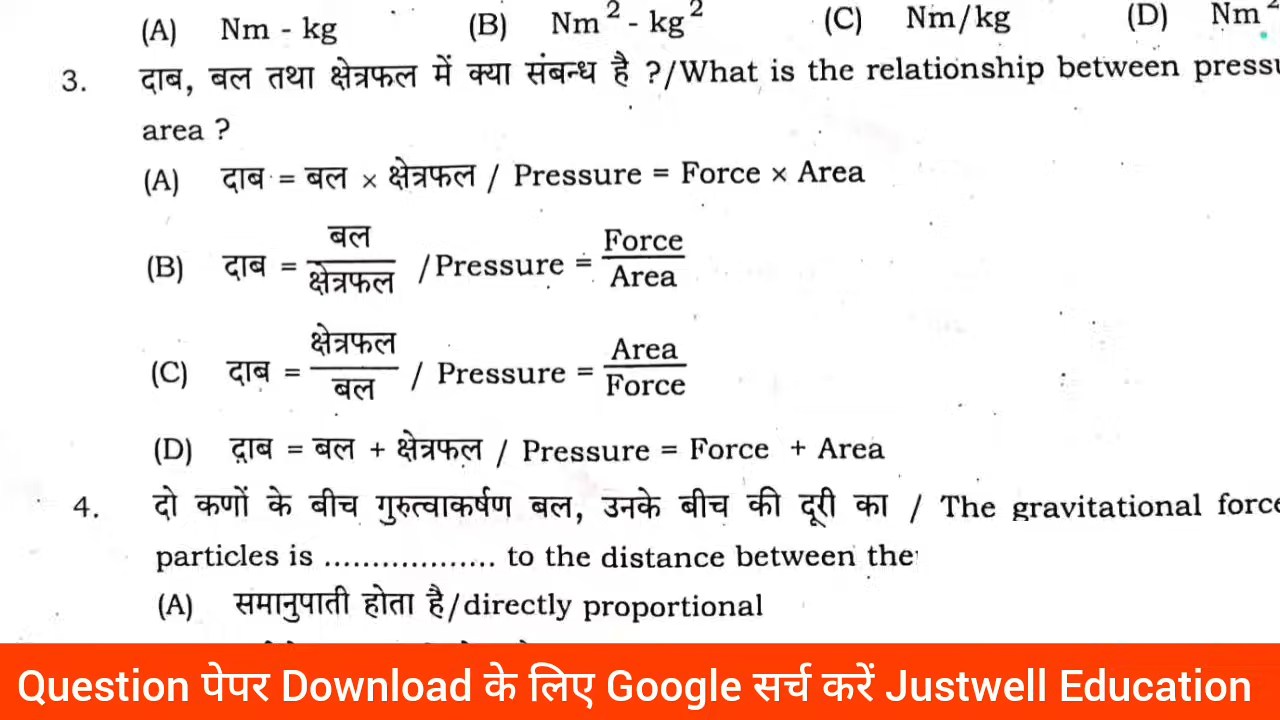 (A) Nm - kg (B) Nm² - kg² (C) Nm/kg (D) Nm²
3. दाब, बल तथा क्षेत्रफल में क्या संबन्ध है ?/What is the relationship between
area ?
(A) दाब = बल × क्षेत्रफल / Pressure = Force × Area
(B) दाब = बल/क्षेत्रफल / Pressure = Force/Area
(C) दाब = क्षेत्रफल/बल / Pressure = Area/Force
(D) दाब = बल + क्षेत्रफल / Pressure = Force + Area
4. दो कणों के बीच गुरुत्वाकर्षण बल, उनके बीच की दूरी का / The gravitational force
particles is .................. to the distance between
(A) समानुपाती होता है/directly proportional
Question पेपर Download के लिए Google सर्च करें Justwell Education